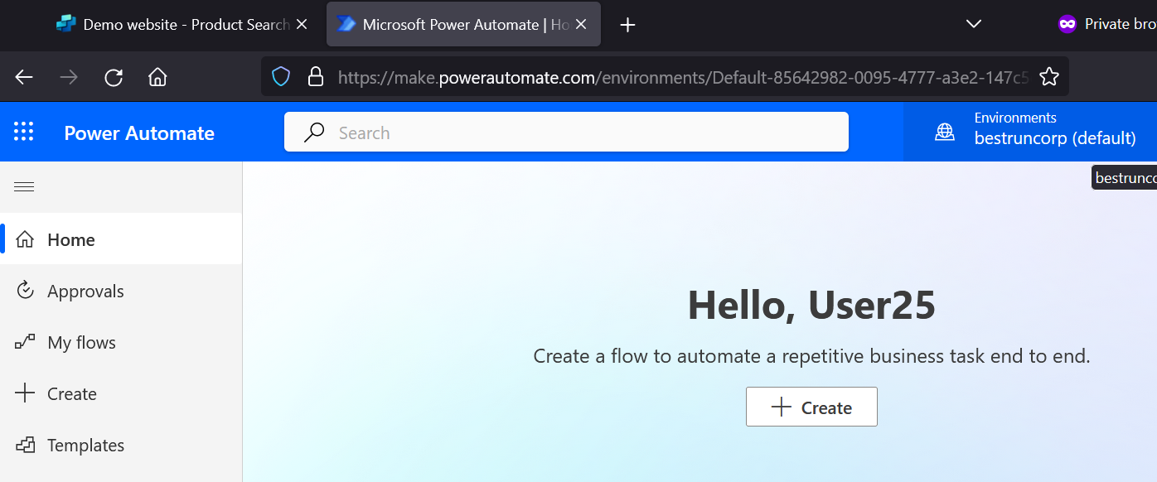 Demo website - Product Search
Microsoft Power Automate | Ho
Private bro
https://make.powerautomate.com/environments/Default-85642982-0095-4777-a3e2-147c5
Power Automate
Search
Environments
bestruncorp (default)
bestrunco
Home
Approvals
My flows
Create
Templates
Hello, User25
Create a flow to automate a repetitive business task end to end.
Create